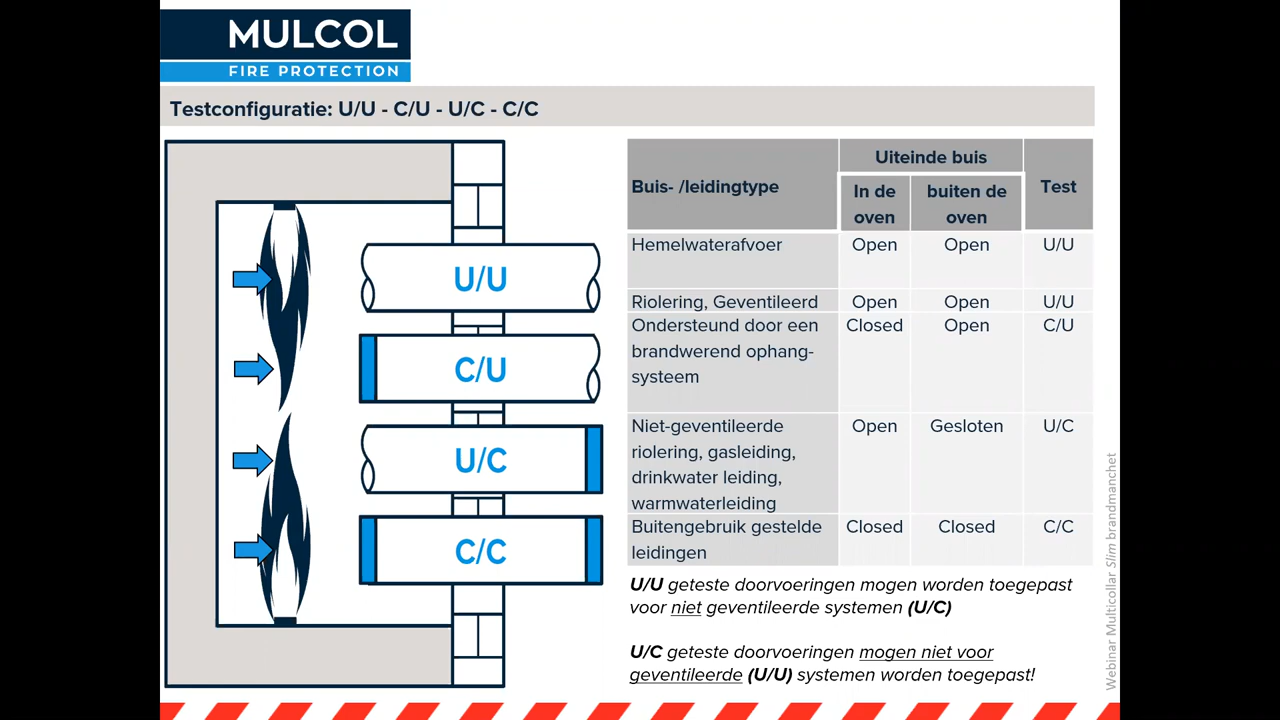 MULCOL
FIRE PROTECTION
Testconfiguratie: U/U - C/U - U/C - C/C
U/U
C/U
U/C
C/C
Buis- /leidingtype
Uiteinde buis
Test
In de
oven
buiten de
oven
Hemelwaterafvoer Open Open U/U
Riolering, Geventileerd Open Open U/U
Ondersteund door een Closed Open C/U
brandwerend ophang-
systeem
Niet-geventileerde Open Gesloten U/C
riolering, gasleiding,
drinkwater leiding,
warmwaterleiding
Buitengebruik gestelde Closed Closed C/C
leidingen
U/U geteste doorvoeringen mogen worden toegepast
voor niet geventileerde systemen (U/C)
U/C geteste doorvoeringen mogen niet voor
geventileerde (U/U) systemen worden toegepast!
Webinar Multicollar Slim brandmanchet